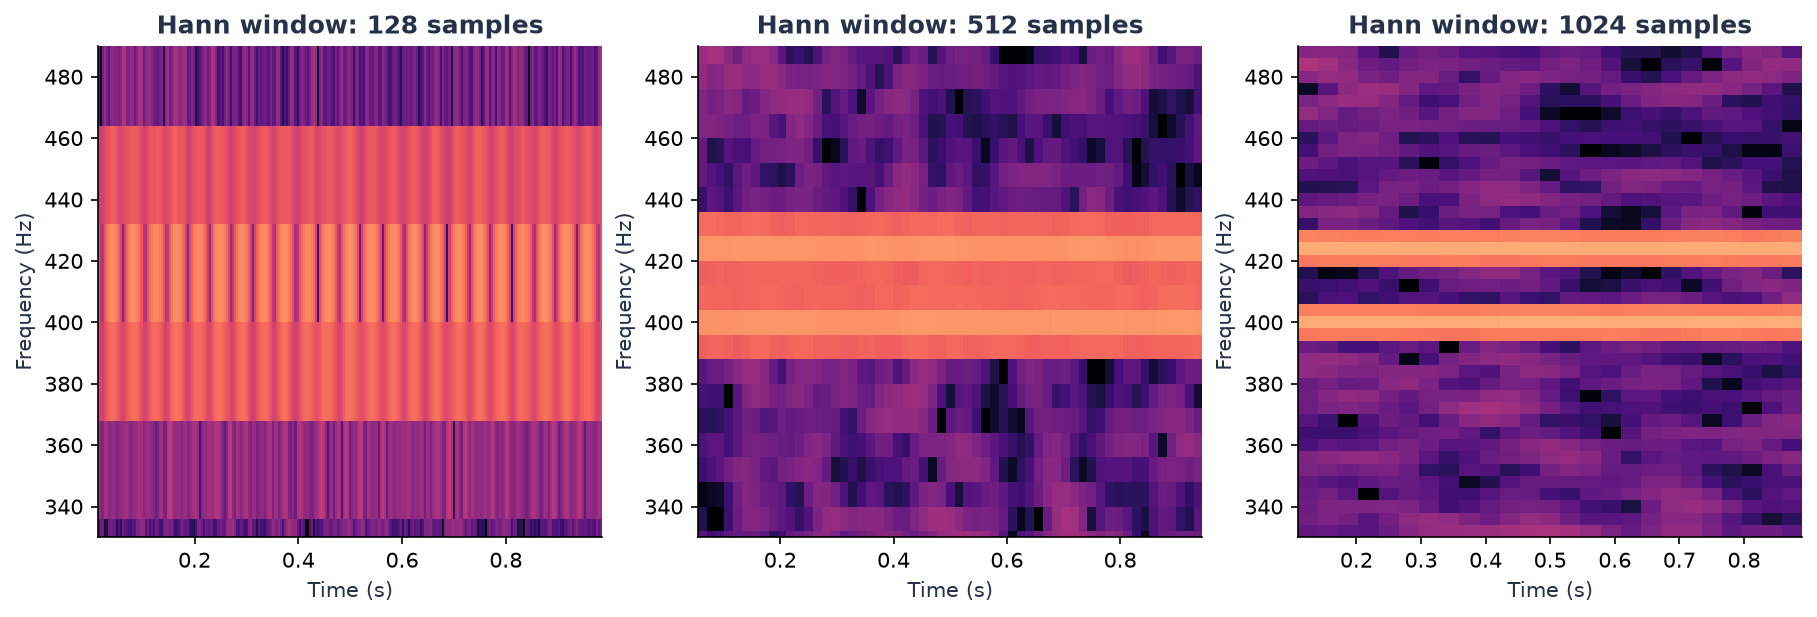 Hann window: 128 samples
480
460
440
420
400
380
360
340
Frequency (Hz)
0.2 0.4 0.6 0.8
Time (s)
Hann window: 512 samples
480
460
440
420
400
380
360
340
Frequency (Hz)
0.2 0.4 0.6 0.8
Time (s)
Hann window: 1024 samples
480
460
440
420
400
380
360
340
Frequency (Hz)
0.2 0.3 0.4 0.5 0.6 0.7 0.8
Time (s)